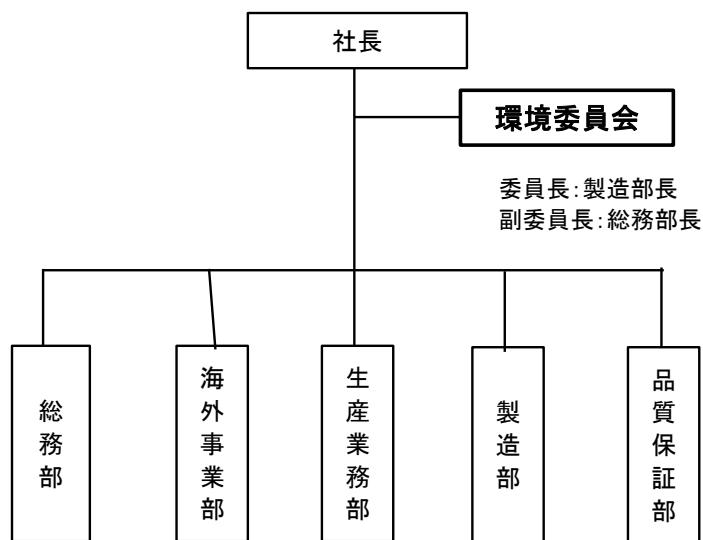 社長
環境委員会
委員長:製造部長
副委員長:総務部長
総務部
海外事業部
生産業務部
製造部
品質保証部